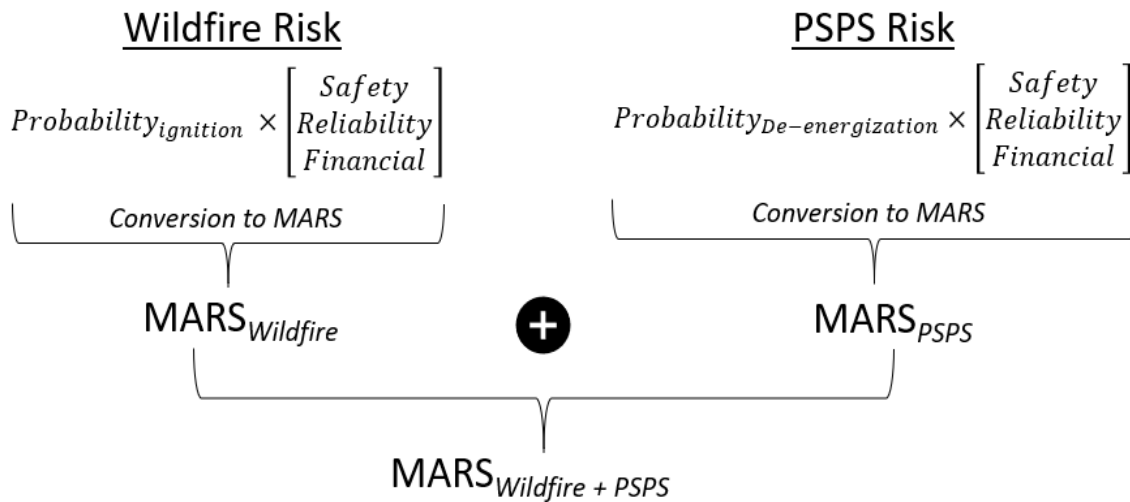 Wildfire Risk
PSPS Risk
Probability_ignition × [Safety Reliability Financial]
Probability_De-energization × [Safety Reliability Financial]
Conversion to MARS
Conversion to MARS
MARS_Wildfire
+
MARS_PSPS
MARS_Wildfire + PSPS